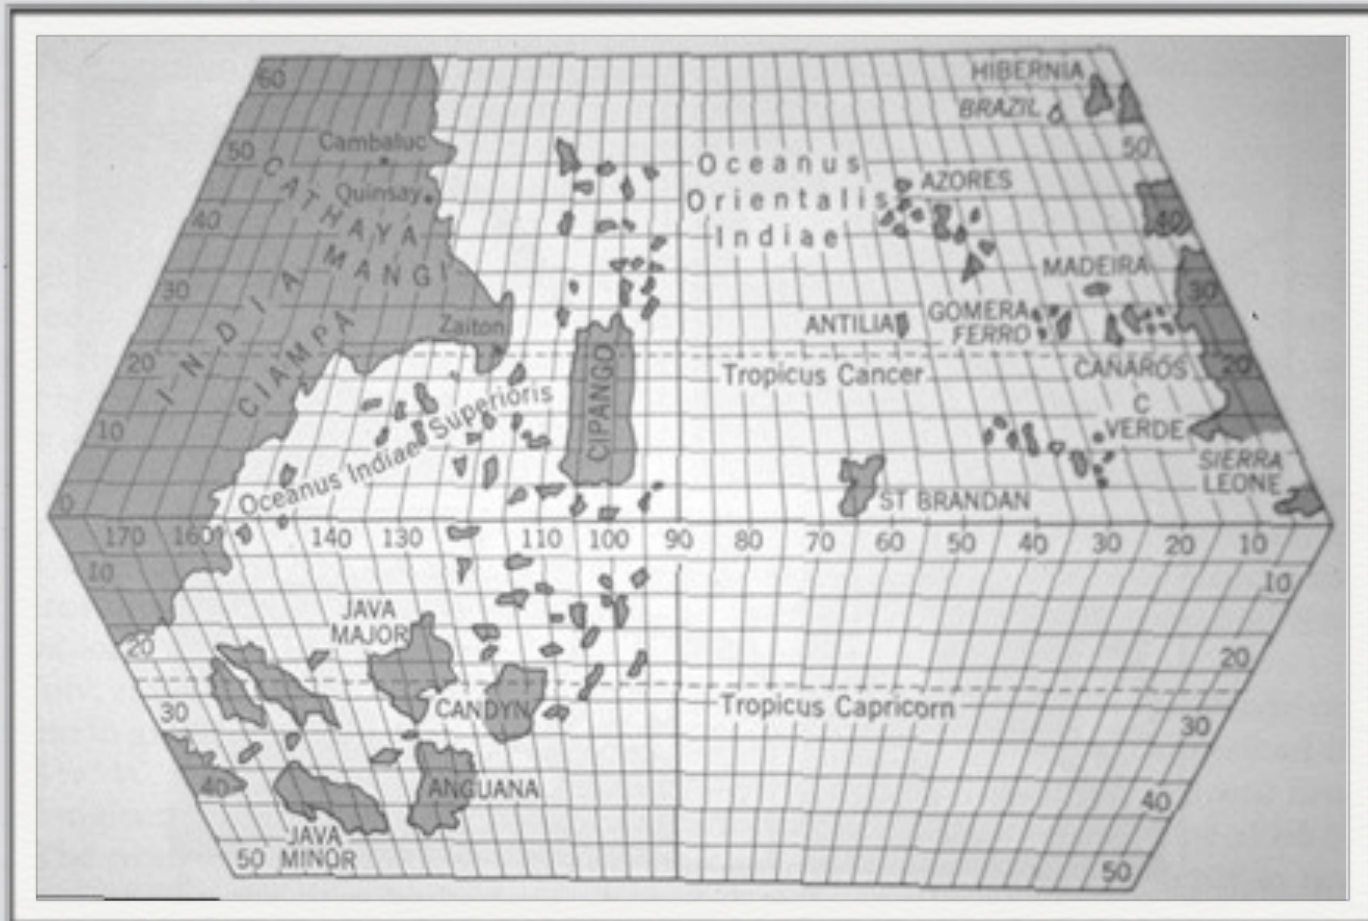 60
HIBERNIA
BRAZIL
50
Cambaluc
Oceanus
50
CATHAYA
Quinsay
Orientalis
AZORES
40
Indiae
40
MANGI
MADEIRA
30
INDIA
30
Zaiton
ANTILIA
GOMERA
FERRO
20
CIAMPA
CIPANGO
Tropicus Cancer
CANAROS
20
10
Oceanus Indiae Superioris
C
VERDE
SIERRA
LEONE
0
ST BRANDAN
170 160 140 130 110 100 90 80 70 60 50 40 30 20 10
10
10
JAVA
MAJOR
20
20
30
CANDYN
Tropicus Capricorn
30
40
ANGUANA
40
JAVA
MINOR
50
50